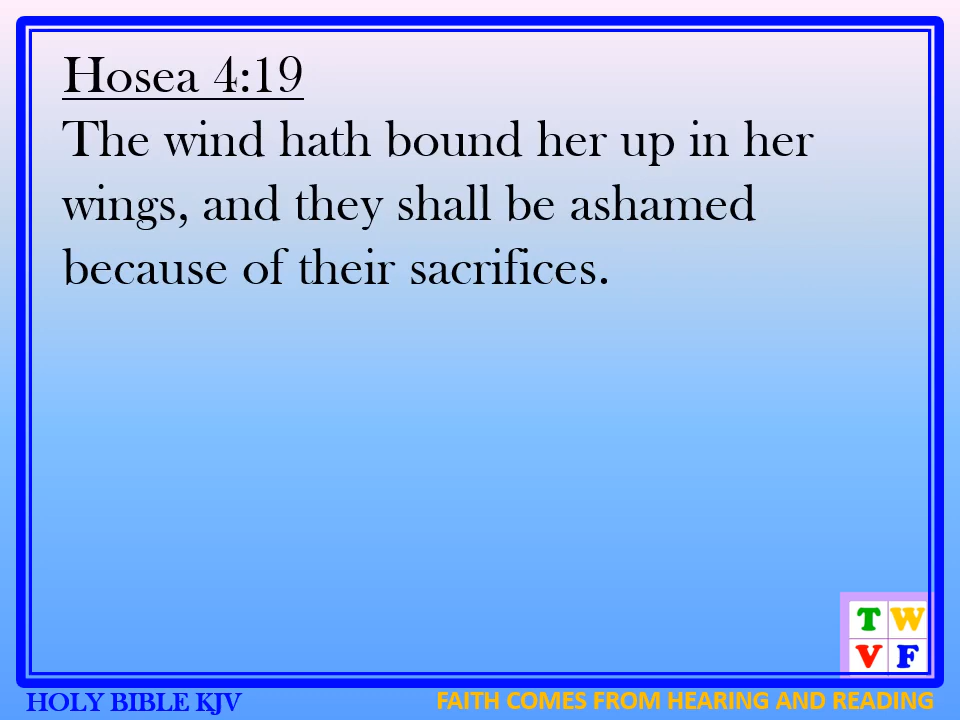 Hosea 4:19
The wind hath bound her up in her
wings, and they shall be ashamed
because of their sacrifices.
T W
V F
HOLY BIBLE KJV
FAITH COMES FROM HEARING AND READING